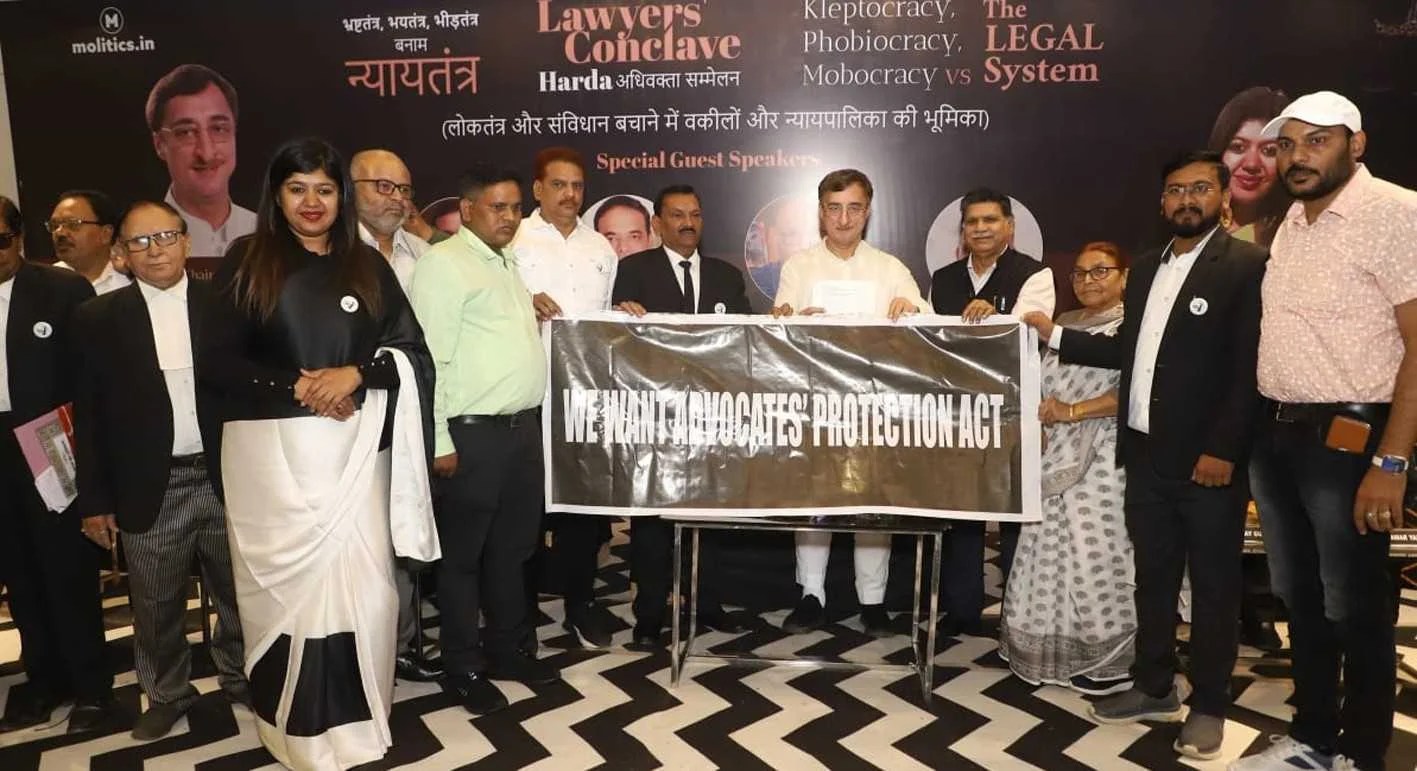 M
molitics.in
भ्रष्टतंत्र, भयतंत्र, भीड़तंत्र
बनाम
न्यायतंत्र
Lawyers'
Conclave
Harda अधिवक्ता सम्मेलन
Kleptocracy,
Phobiocracy,
Mobocracy vs
The
LEGAL
System
(लोकतंत्र और संविधान बचाने में वकीलों और न्यायपालिका की भूमिका)
Special Guest Speakers
WE WANT ADVOCATES' PROTECTION ACT